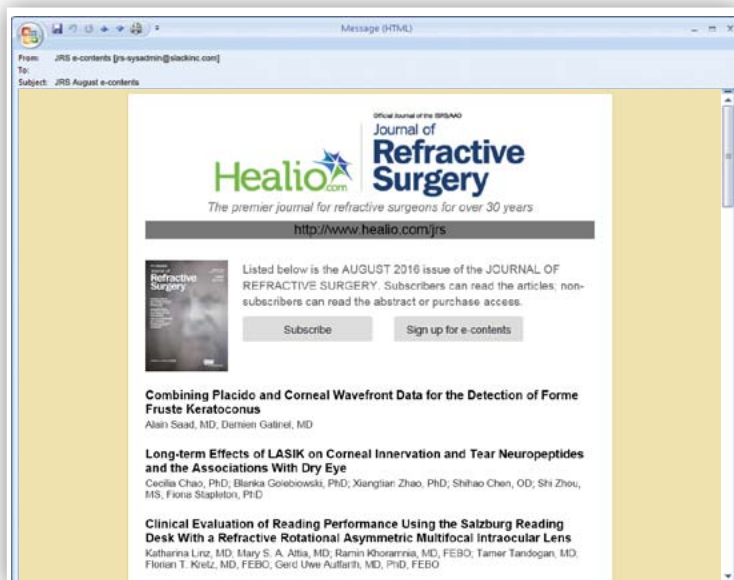 Message (HTML)
From: JRS e-contents [jrs-sysadmin@slackinc.com]
To:
Subject: JRS August e-contents
Official Journal of the ISRS/AAO
Journal of
Refractive
Surgery
Healio.com
The premier journal for refractive surgeons for over 30 years
http://www.healio.com/jrs
Journal of
Refractive
Surgery
Listed below is the AUGUST 2016 issue of the JOURNAL OF
REFRACTIVE SURGERY. Subscribers can read the articles; non-
subscribers can read the abstract or purchase access.
Subscribe
Sign up for e-contents
Combining Placido and Corneal Wavefront Data for the Detection of Forme
Fruste Keratoconus
Alain Saad, MD; Damien Gatinel, MD
Long-term Effects of LASIK on Corneal Innervation and Tear Neuropeptides
and the Associations With Dry Eye
Cecilia Chao, PhD; Blanka Golebiowski, PhD; Xiangtian Zhao, PhD; Shihao Chen, OD; Shi Zhou,
MS; Fiona Stapleton, PhD
Clinical Evaluation of Reading Performance Using the Salzburg Reading
Desk With a Refractive Rotational Asymmetric Multifocal Intraocular Lens
Katharina Linz, MD; Mary S. A. Attia, MD; Ramin Khoramnia, MD, FEBO; Tamer Tandogan, MD;
Florian T. Kretz, MD, FEBO; Gerd Uwe Auffarth, MD, PhD, FEBO